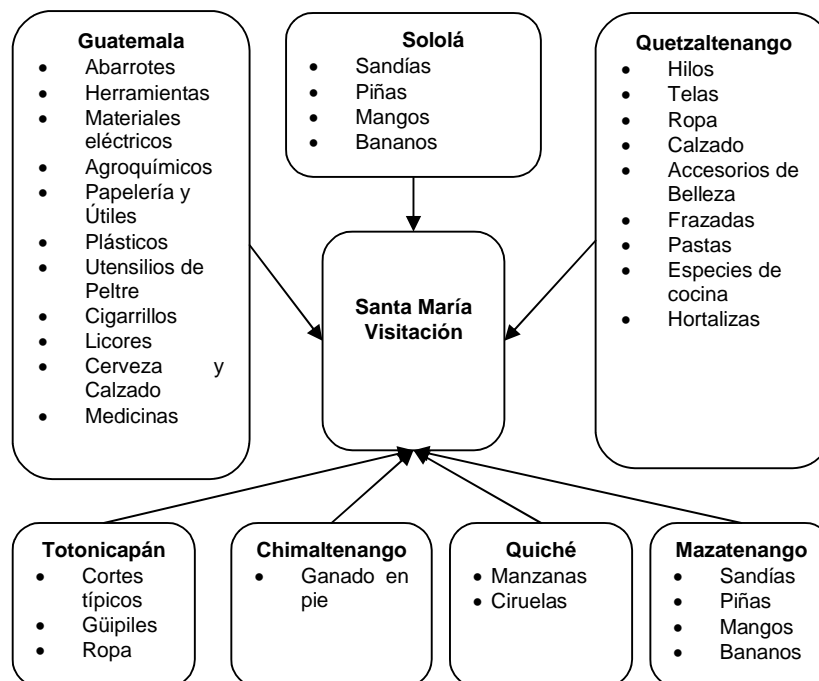 Guatemala
• Abarrotes
• Herramientas
• Materiales
eléctricos
• Agroquímicos
• Papelería y
Útiles
• Plásticos
• Utensilios de
Peltre
• Cigarrillos
• Licores
• Cerveza y
Calzado
• Medicinas
Sololá
• Sandías
• Piñas
• Mangos
• Bananos
Quetzaltenango
• Hilos
• Telas
• Ropa
• Calzado
• Accesorios de
Belleza
• Frazadas
• Pastas
• Especies de
cocina
• Hortalizas
Santa María
Visitación
Totonicapán
• Cortes
típicos
• Güipiles
• Ropa
Chimaltenango
• Ganado en
pie
Quiché
• Manzanas
• Ciruelas
Mazatenango
• Sandías
• Piñas
• Mangos
• Bananos